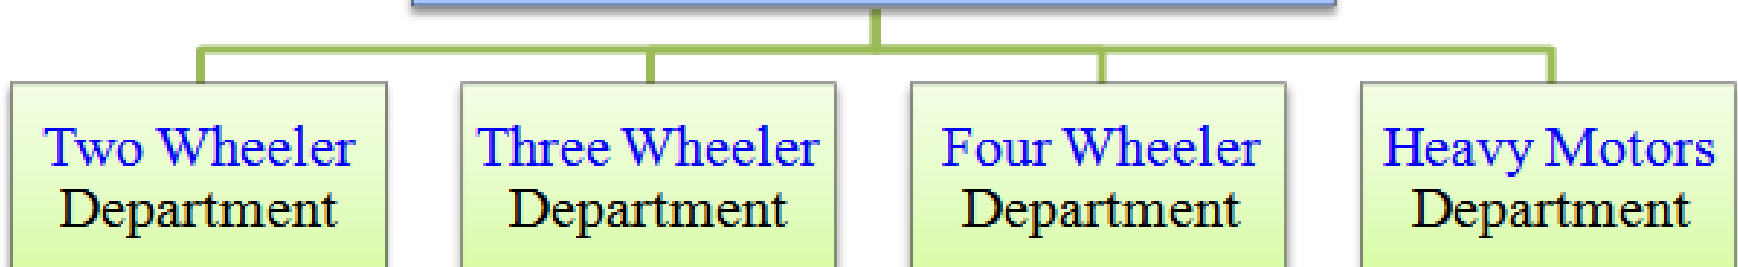 Two Wheeler
Department
Three Wheeler
Department
Four Wheeler
Department
Heavy Motors
Department